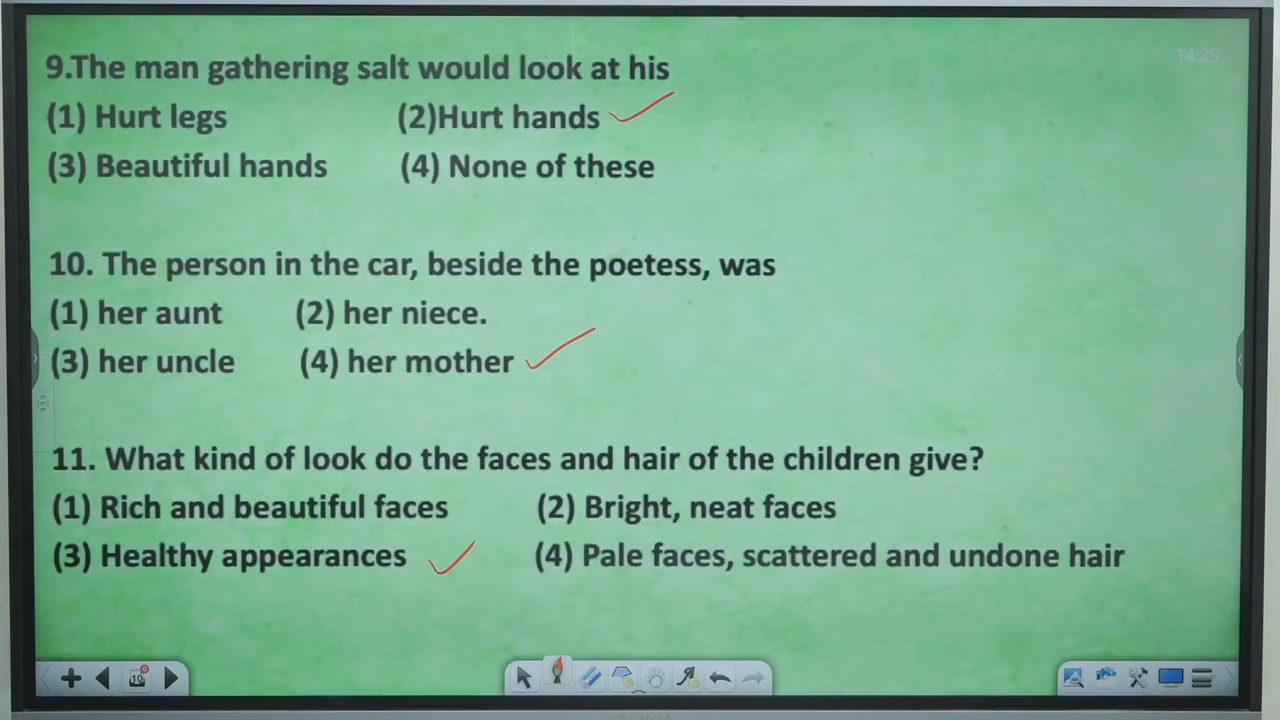 14:29
9.The man gathering salt would look at his
(1) Hurt legs (2)Hurt hands
(3) Beautiful hands (4) None of these
10. The person in the car, beside the poetess, was
(1) her aunt (2) her niece.
(3) her uncle (4) her mother
11. What kind of look do the faces and hair of the children give?
(1) Rich and beautiful faces (2) Bright, neat faces
(3) Healthy appearances (4) Pale faces, scattered and undone hair
10